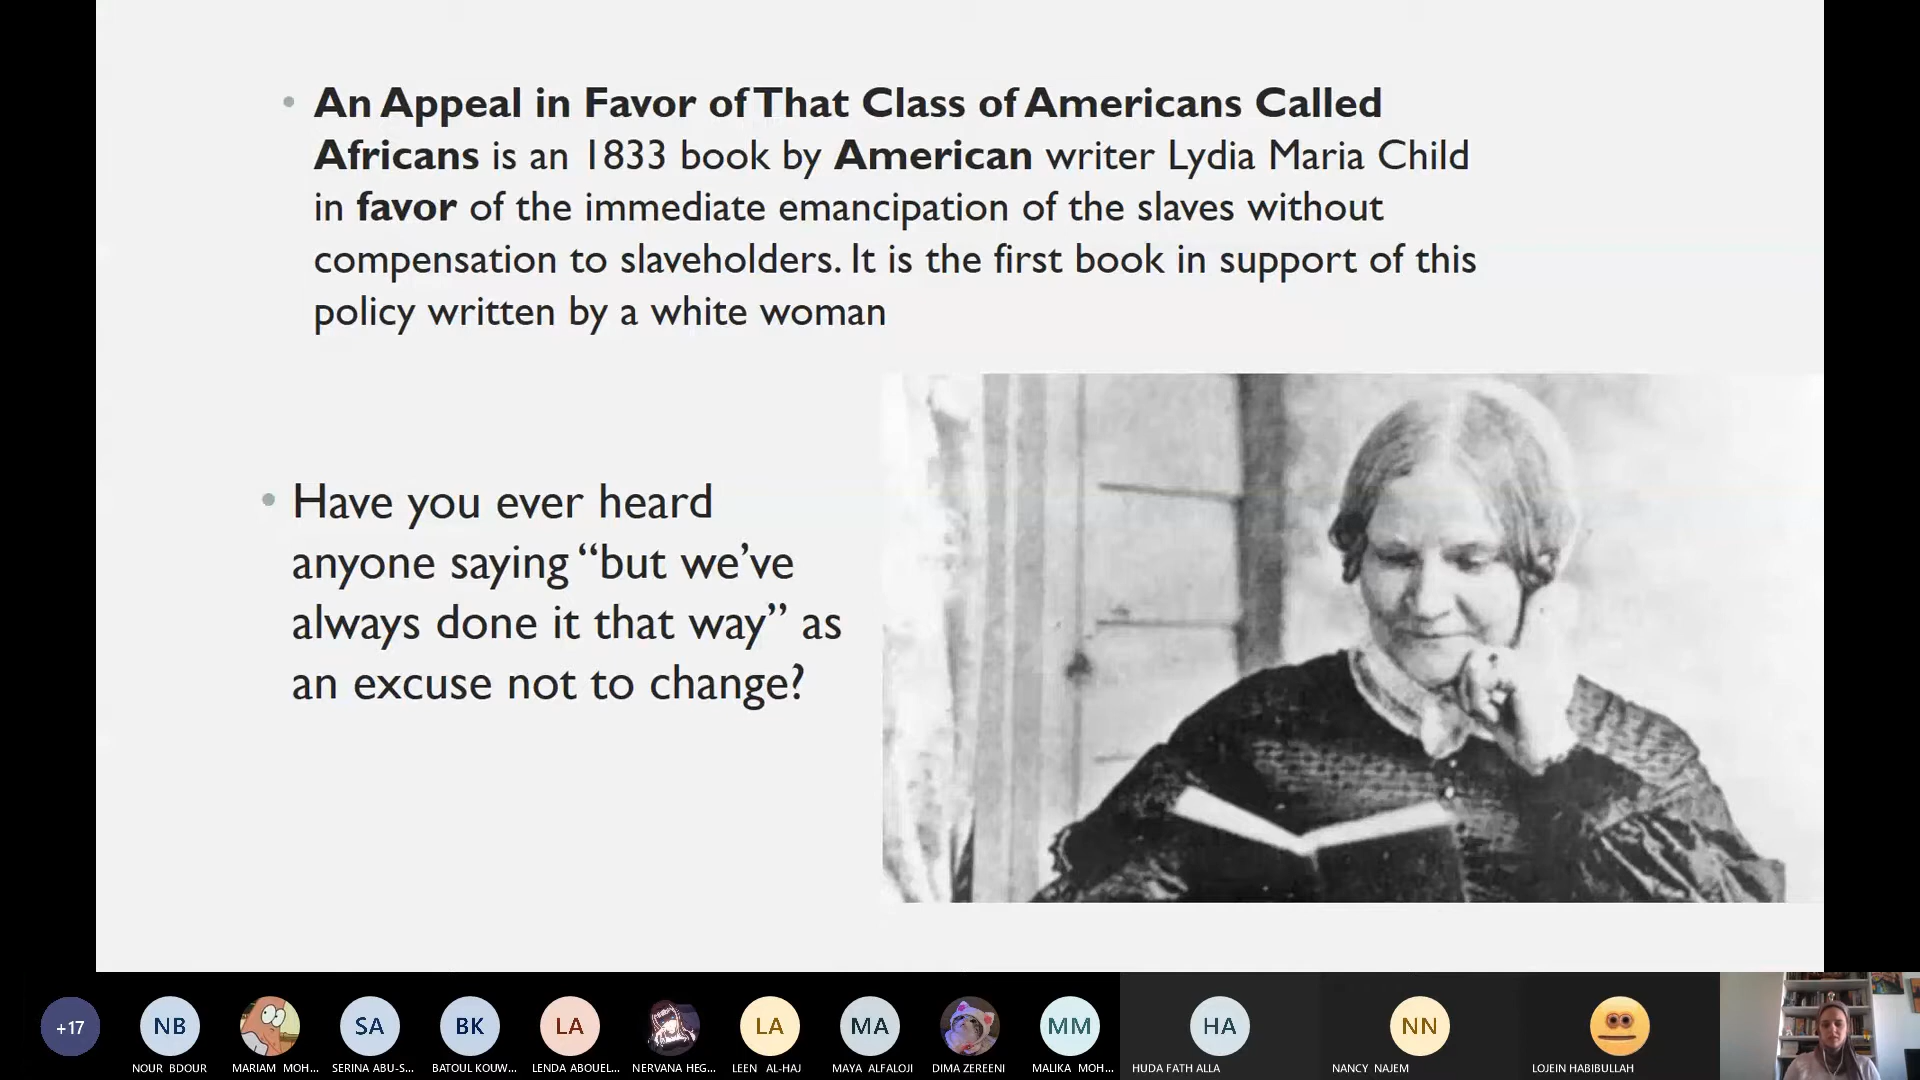 An Appeal in Favor of That Class of Americans Called
Africans is an 1833 book by American writer Lydia Maria Child
in favor of the immediate emancipation of the slaves without
compensation to slaveholders. It is the first book in support of this
policy written by a white woman
Have you ever heard
anyone saying “but we’ve
always done it that way” as
an excuse not to change?
+17
NB
SA
BK
LA
LA
MA
MM
HA
NN
NOUR BDOUR
MARIAM MOH...
SERINA ABU-S...
BATOUL KOUW...
LENDA ABOUEL...
NERVANA HEG...
LEEN AL-HAJ
MAYA ALFALOJI
DIMA ZEREENI
MALIKA MOH...
HUDA FATH ALLA
NANCY NAJEM
LOJEIN HABIBULLAH